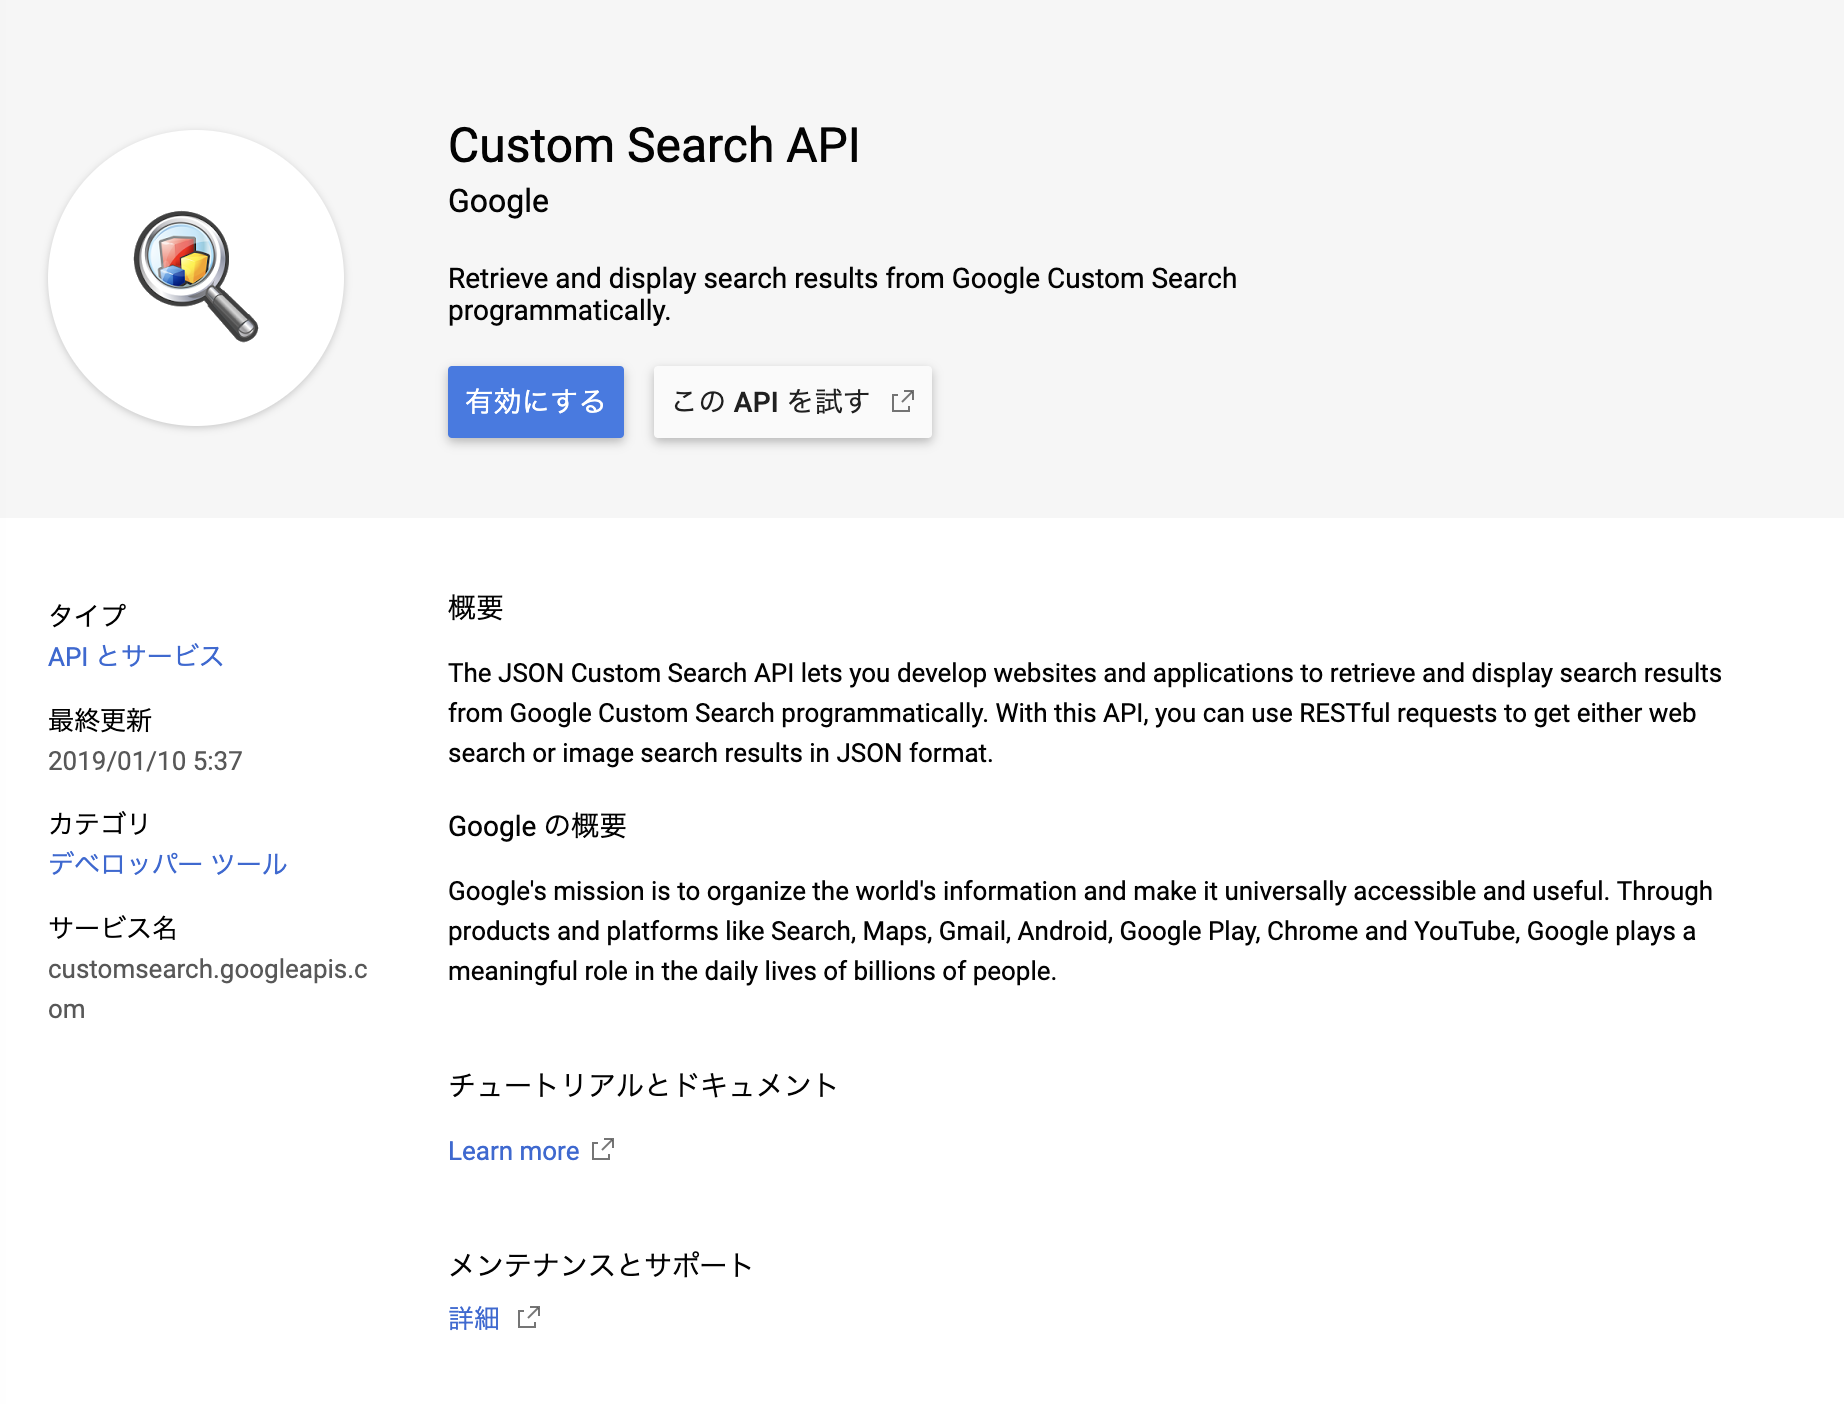 Custom Search API
Google
Retrieve and display search results from Google Custom Search
programmatically.
有効にする
この API を試す
タイプ
API とサービス
最終更新
2019/01/10 5:37
カテゴリ
デベロッパー ツール
サービス名
customsearch.googleapis.c
om
概要
The JSON Custom Search API lets you develop websites and applications to retrieve and display search results
from Google Custom Search programmatically. With this API, you can use RESTful requests to get either web
search or image search results in JSON format.
Google の概要
Google's mission is to organize the world's information and make it universally accessible and useful. Through
products and platforms like Search, Maps, Gmail, Android, Google Play, Chrome and YouTube, Google plays a
meaningful role in the daily lives of billions of people.
チュートリアルとドキュメント
Learn more
メンテナンスとサポート
詳細